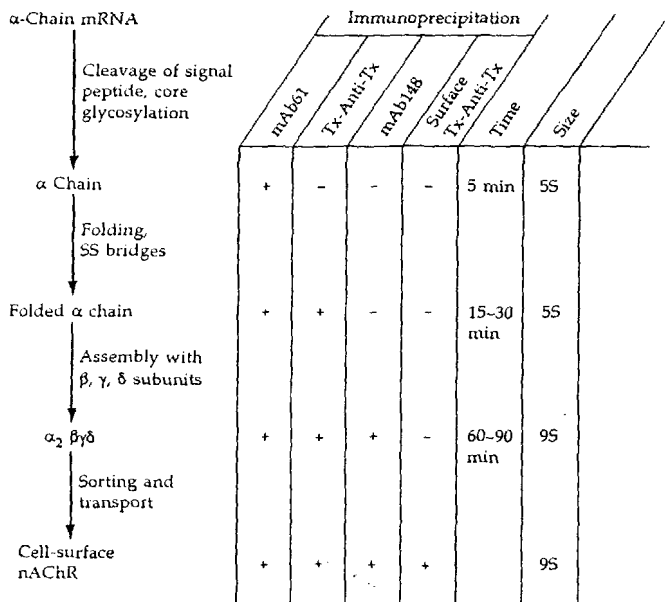 α-Chain mRNA
Immunoprecipitation
Cleavage of signal
peptide, core
glycosylation
mAb61
Tx-Anti-Tx
mAb148
Surface
Tx-Anti-Tx
Time
Size
α Chain + – – – 5 min 5S
Folding,
SS bridges
Folded α chain + + – – 15–30 5S
min
Assembly with
β, γ, δ subunits
α₂ βγδ + + + – 60–90 9S
min
Sorting and
transport
Cell-surface
nAChR + + + + 9S